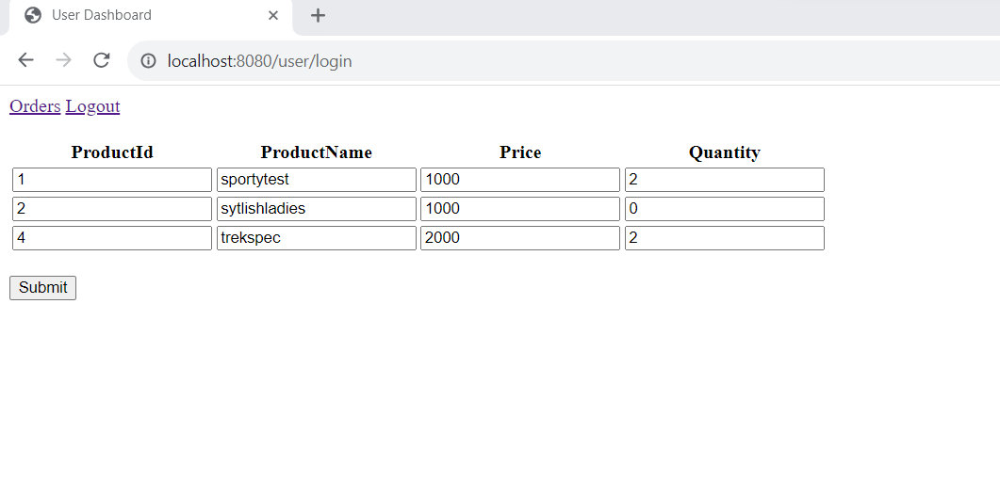 User Dashboard
localhost:8080/user/login
Orders Logout
ProductId ProductName Price Quantity
1 sportytest 1000 2
2 sytlishladies 1000 0
4 trekspec 2000 2
Submit